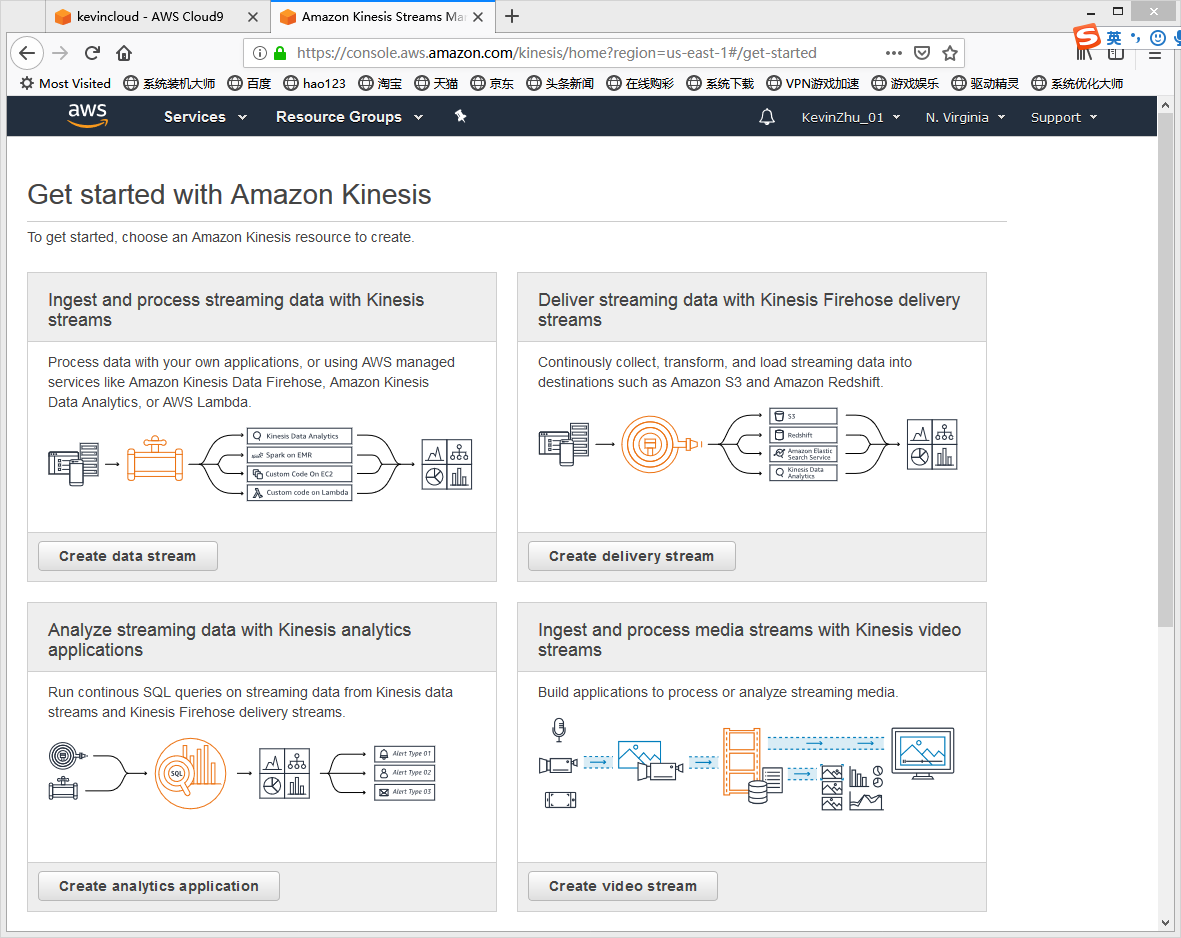 kevincloud - AWS Cloud9
Amazon Kinesis Streams Ma
https://console.aws.amazon.com/kinesis/home?region=us-east-1#/get-started
英
Most Visited 系统装机大师 百度 hao123 淘宝 天猫 京东 头条新闻 在线购彩 系统下载 VPN游戏加速 游戏娱乐 驱动精灵 系统优化大师
aws Services Resource Groups KevinZhu_01 N. Virginia Support
Get started with Amazon Kinesis
To get started, choose an Amazon Kinesis resource to create.
Ingest and process streaming data with Kinesis
streams
Process data with your own applications, or using AWS managed
services like Amazon Kinesis Data Firehose, Amazon Kinesis
Data Analytics, or AWS Lambda.
Kinesis Data Analytics
Spark on EMR
Custom Code On EC2
Custom code on Lambda
Create data stream
Deliver streaming data with Kinesis Firehose delivery
streams
Continously collect, transform, and load streaming data into
destinations such as Amazon S3 and Amazon Redshift.
S3
Redshift
Amazon Elastic
Search Service
Kinesis Data
Analytics
Create delivery stream
Analyze streaming data with Kinesis analytics
applications
Run continous SQL queries on streaming data from Kinesis data
streams and Kinesis Firehose delivery streams.
SQL
Alert Type 01
Alert Type 02
Alert Type 03
Create analytics application
Ingest and process media streams with Kinesis video
streams
Build applications to process or analyze streaming media.
Create video stream